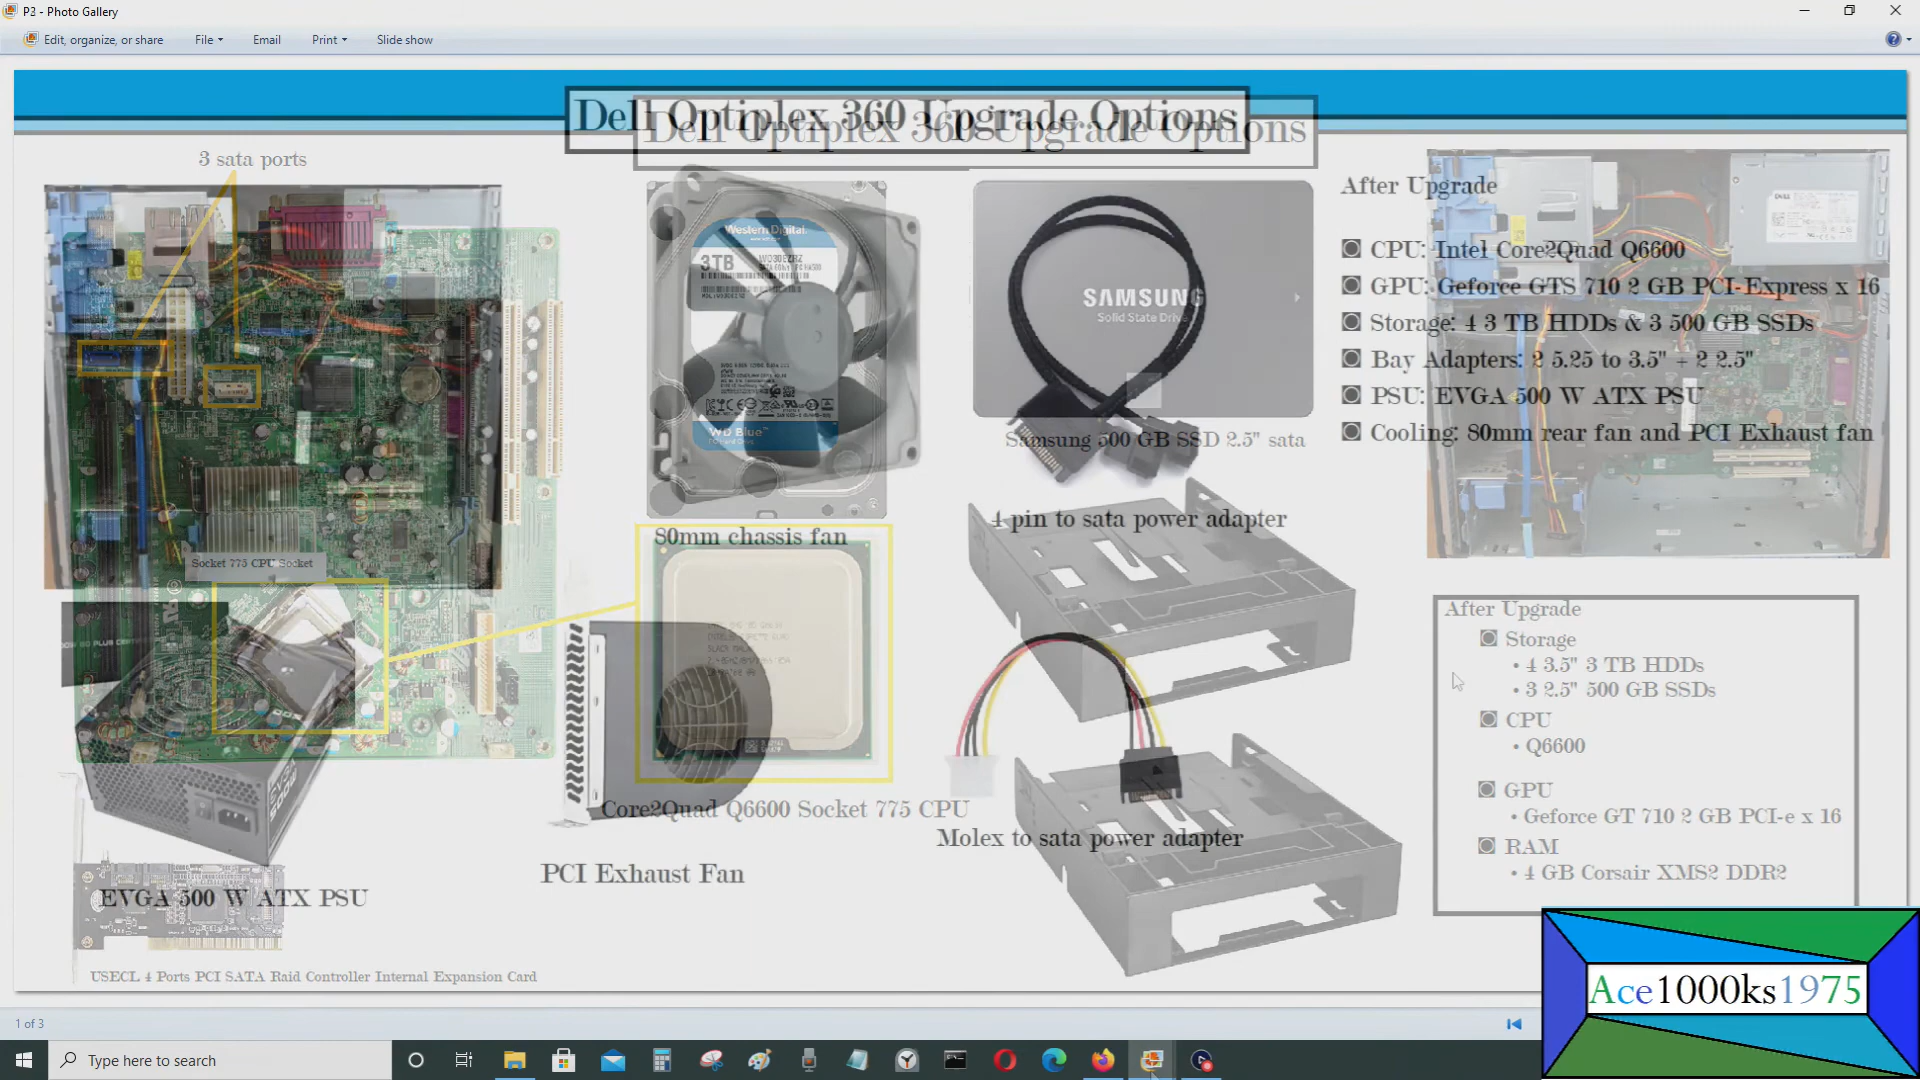 P3 - Photo Gallery
Edit, organize, or share
File
Email
Print
Slide show
Dell Optiplex 360 Upgrade Options
Dell Optiplex 360 Upgrade Options
3 sata ports
Western Digital
3TB
WD30EZRZ
WD Blue
SAMSUNG
Solid State Drive
Samsung 500 GB SSD 2.5" sata
80mm chassis fan
4 pin to sata power adapter
After Upgrade
CPU: Intel Core2Quad Q6600
GPU: Geforce GTS 710 2 GB PCI-Express x 16
Storage: 4 3 TB HDDs & 3 500 GB SSDs
Bay Adapters: 2 5.25 to 3.5" + 2 2.5"
PSU: EVGA 500 W ATX PSU
Cooling: 80mm rear fan and PCI Exhaust fan
Socket 775 CPU Socket
Core2Quad Q6600 Socket 775 CPU
PCI Exhaust Fan
Molex to sata power adapter
EVGA 500 W ATX PSU
USECL 4 Ports PCI SATA Raid Controller Internal Expansion Card
After Upgrade
Storage
• 4 3.5" 3 TB HDDs
• 3 2.5" 500 GB SSDs
CPU
• Q6600
GPU
• Geforce GT 710 2 GB PCI-e x 16
RAM
• 4 GB Corsair XMS2 DDR2
Ace1000ks1975
1 of 3
Type here to search